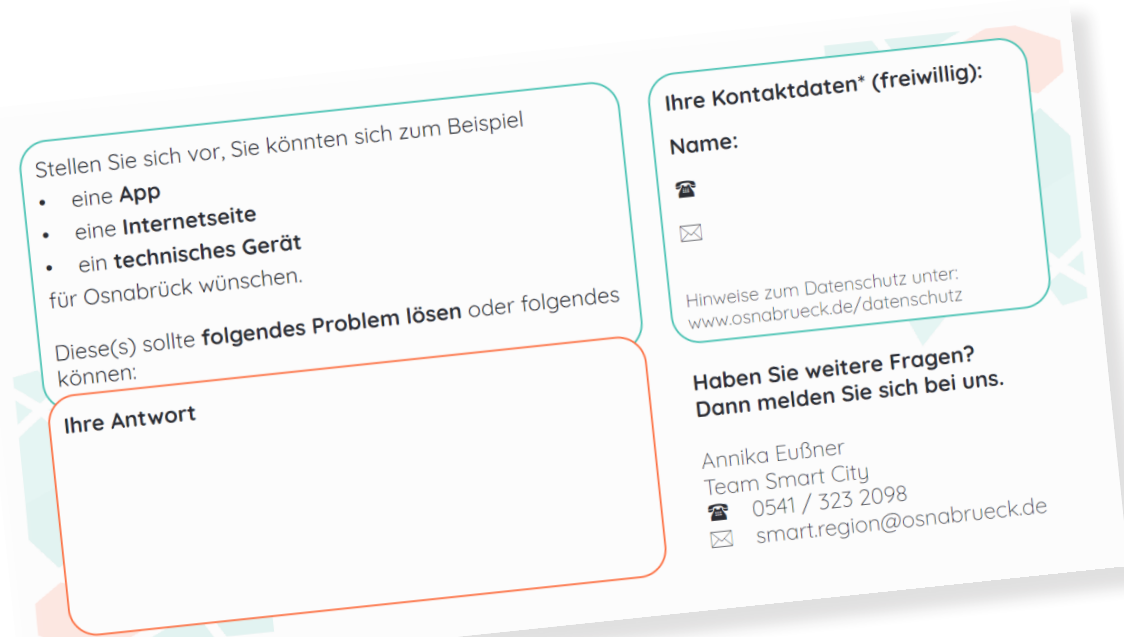 Stellen Sie sich vor, Sie könnten sich zum Beispiel
• eine App
• eine Internetseite
• ein technisches Gerät
für Osnabrück wünschen.
Diese(s) sollte folgendes Problem lösen oder folgendes
können:
Ihre Antwort
Ihre Kontaktdaten* (freiwillig):
Name:
☎
✉
Hinweise zum Datenschutz unter:
www.osnabrueck.de/datenschutz
Haben Sie weitere Fragen?
Dann melden Sie sich bei uns.
Annika Eußner
Team Smart City
☎ 0541 / 323 2098
✉ smart.region@osnabrueck.de